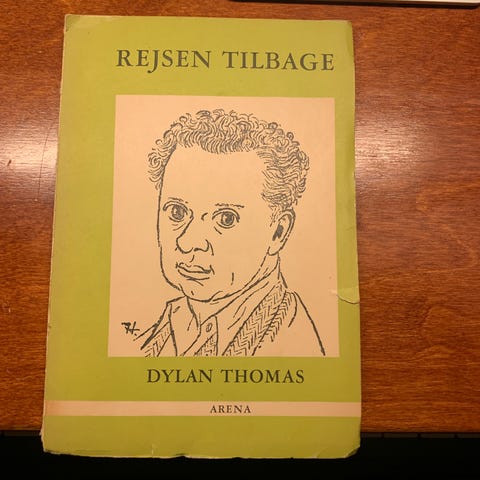 REJSEN TILBAGE
DYLAN THOMAS
ARENA